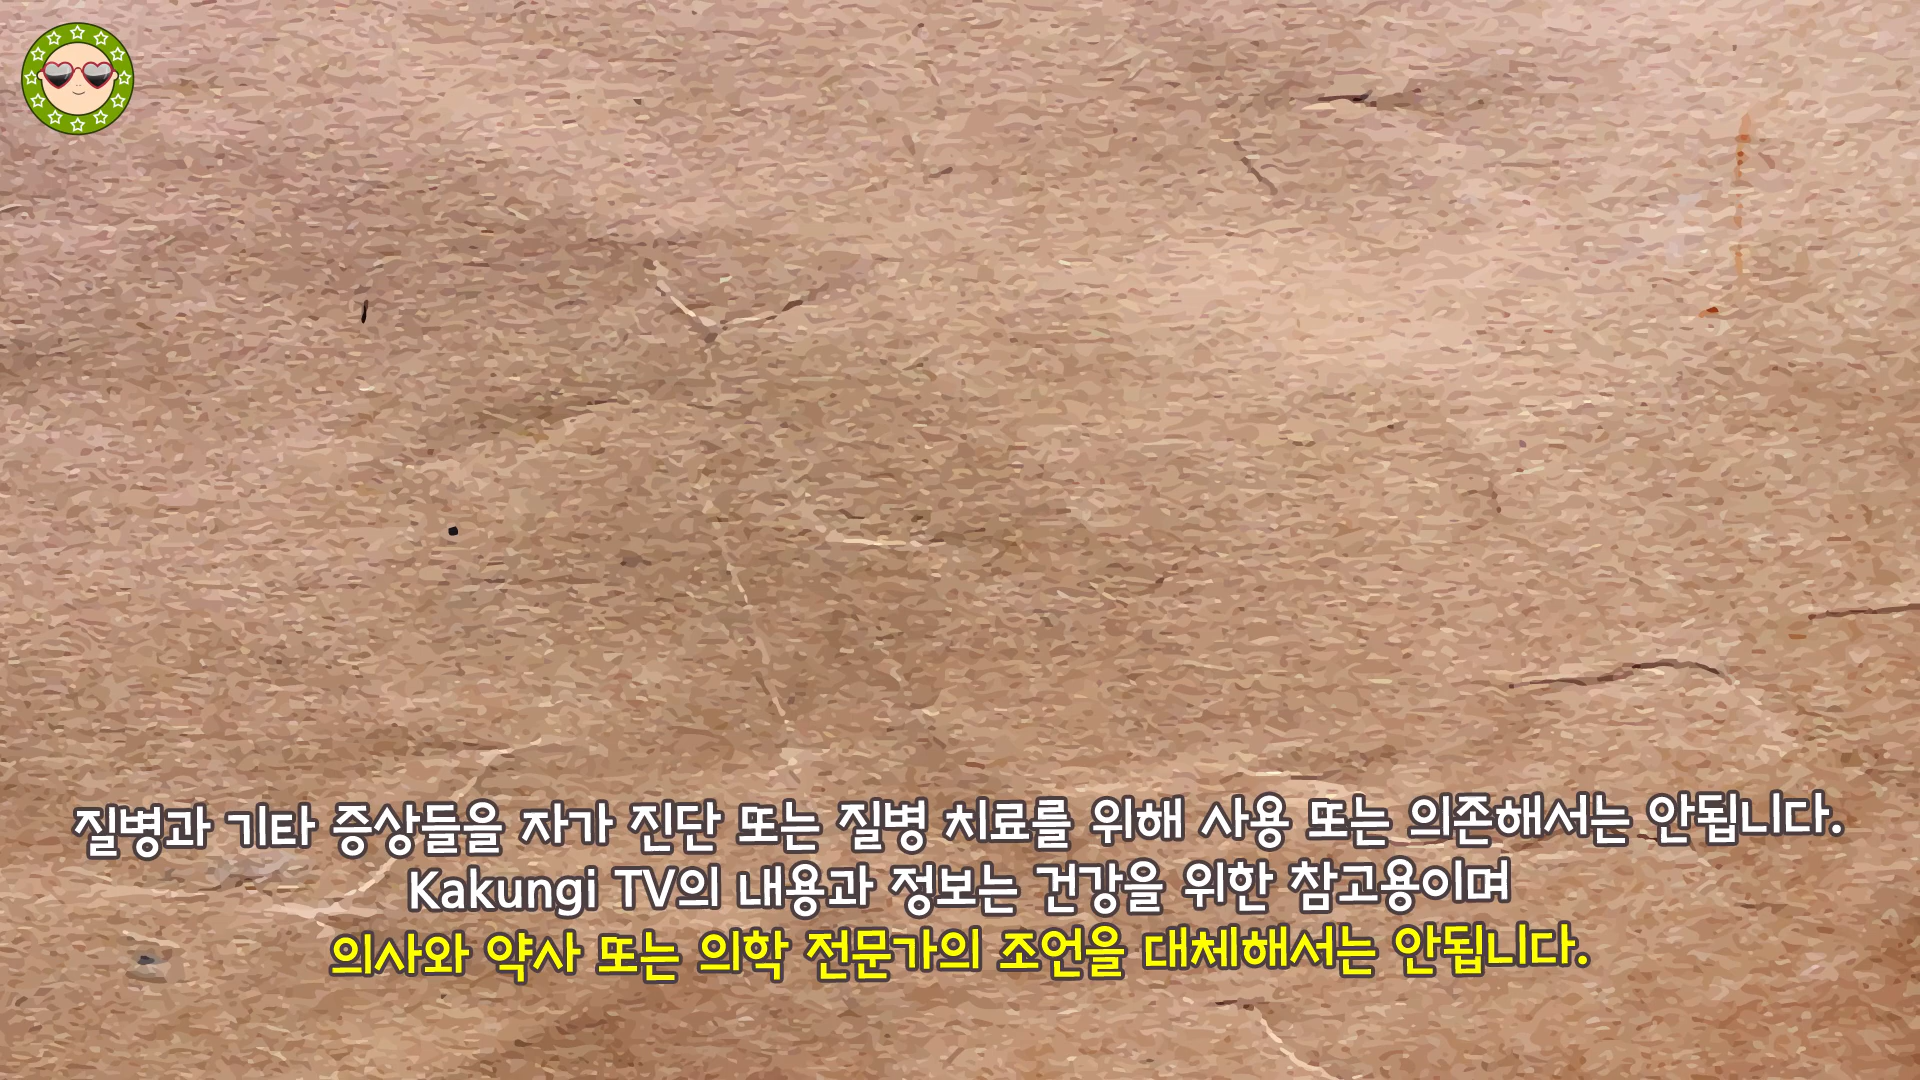 질병과 기타 증상들을 자가 진단 또는 질병 치료를 위해 사용 또는 의존해서는 안됩니다.
Kakungi TV의 내용과 정보는 건강을 위한 참고용이며
의사와 약사 또는 의학 전문가의 조언을 대체해서는 안됩니다.